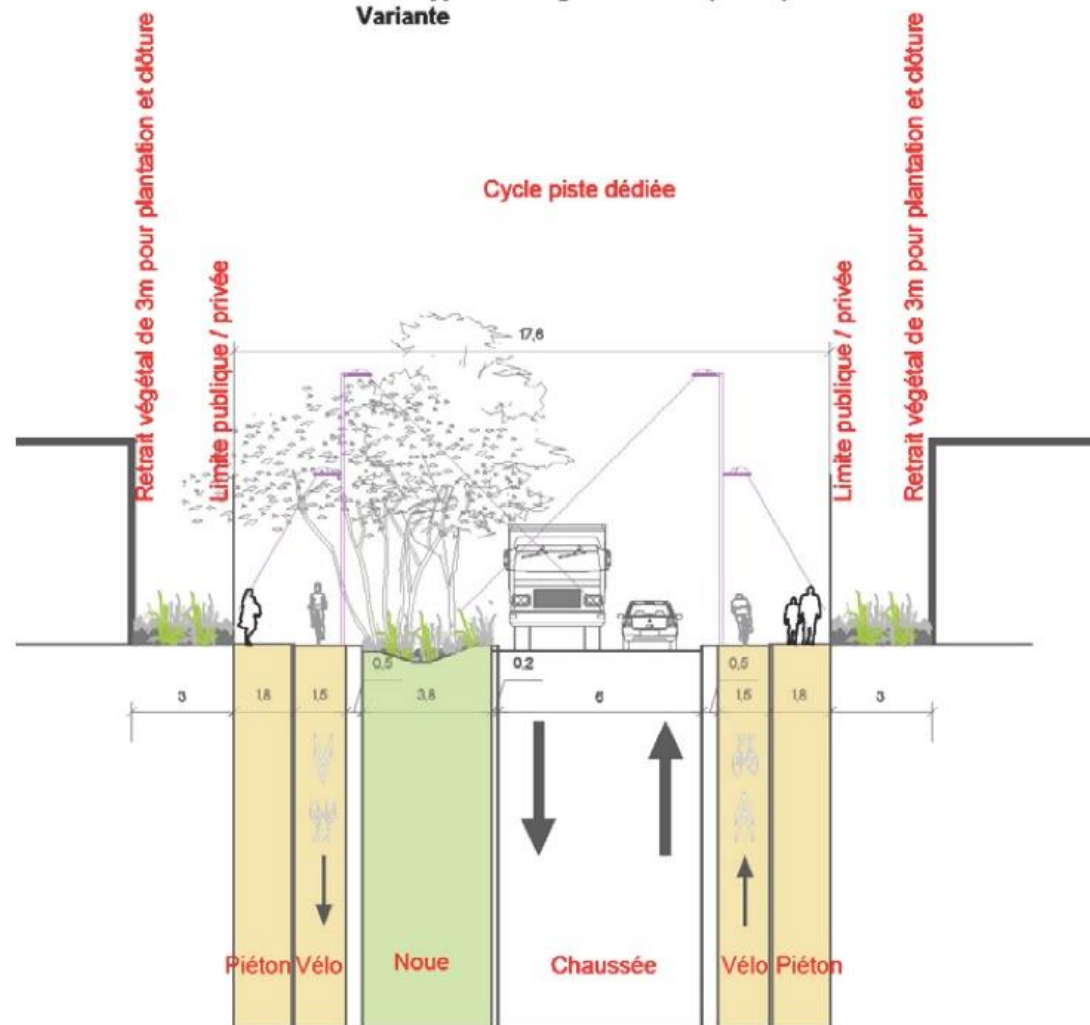 Variante
Retrait végétal de 3m pour plantation et clôture
Limite publique / privée
Cycle piste dédiée
Limite publique / privée
Retrait végétal de 3m pour plantation et clôture
17,6
0,5
0,2
0,5
3
1,8
1,5
3,8
6
1,5
1,8
3
Piéton
Vélo
Noue
Chaussée
Vélo
Piéton